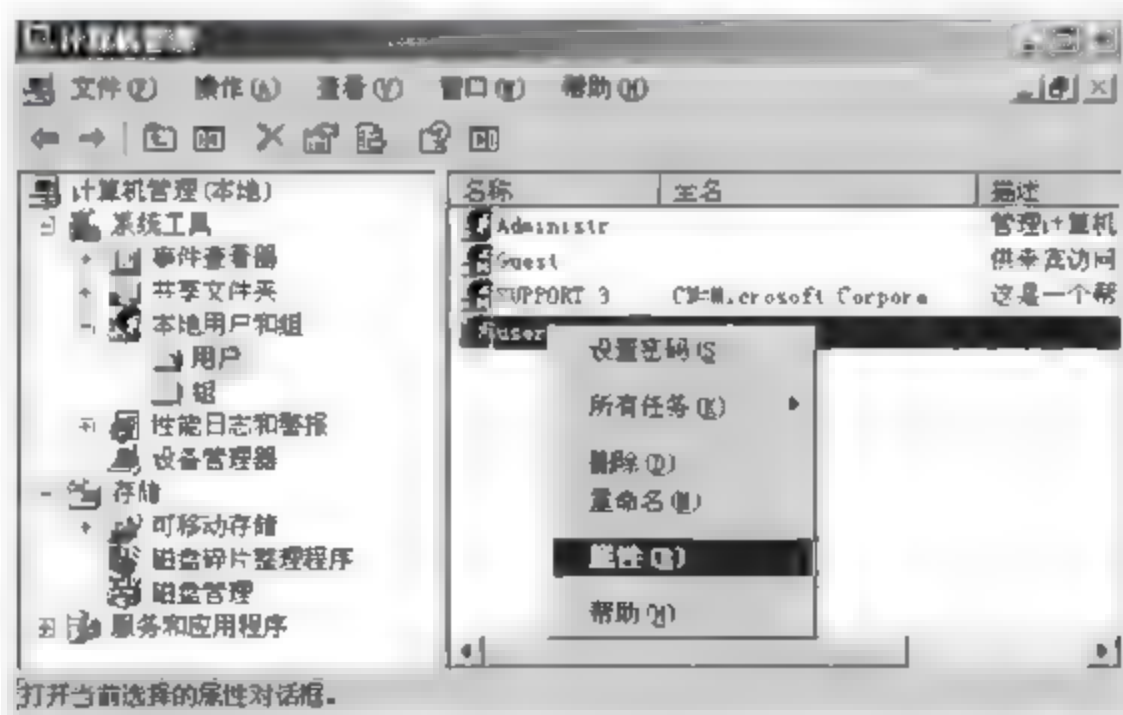 计算机管理
文件(F) 操作(A) 查看(V) 窗口(W) 帮助(H)
计算机管理(本地)
系统工具
事件查看器
共享文件夹
本地用户和组
用户
组
性能日志和警报
设备管理器
存储
可移动存储
磁盘碎片整理程序
磁盘管理
服务和应用程序
名称 全名 描述
Administr 管理计算机
Guest 供来宾访问
SUPPORT_3 CN=Microsoft Corpora 这是一个帮
user
设置密码(S
所有任务(K)
删除(D)
重命名(M)
属性(R)
帮助(H)
打开当前选择的属性对话框。